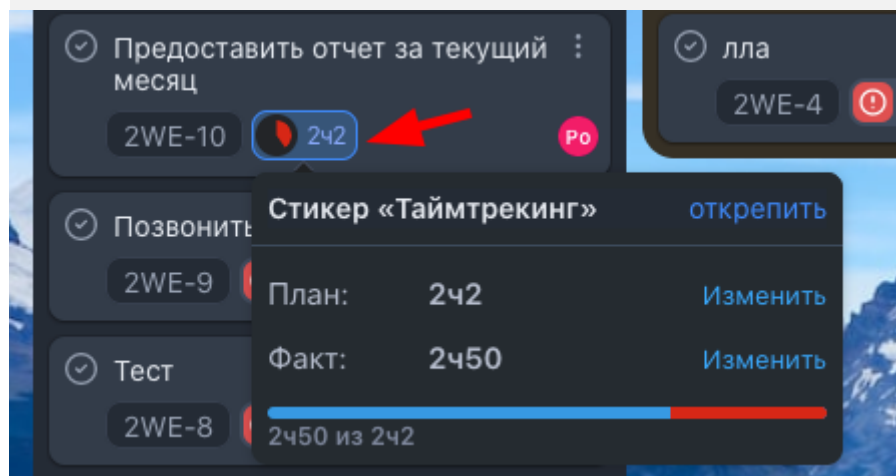 Предоставить отчет за текущий
месяц
2WE-10 2ч2
Ро
лла
2WE-4
Позвонить
2WE-9
Тест
2WE-8
Стикер «Таймтрекинг» открепить
План: 2ч2 Изменить
Факт: 2ч50 Изменить
2ч50 из 2ч2